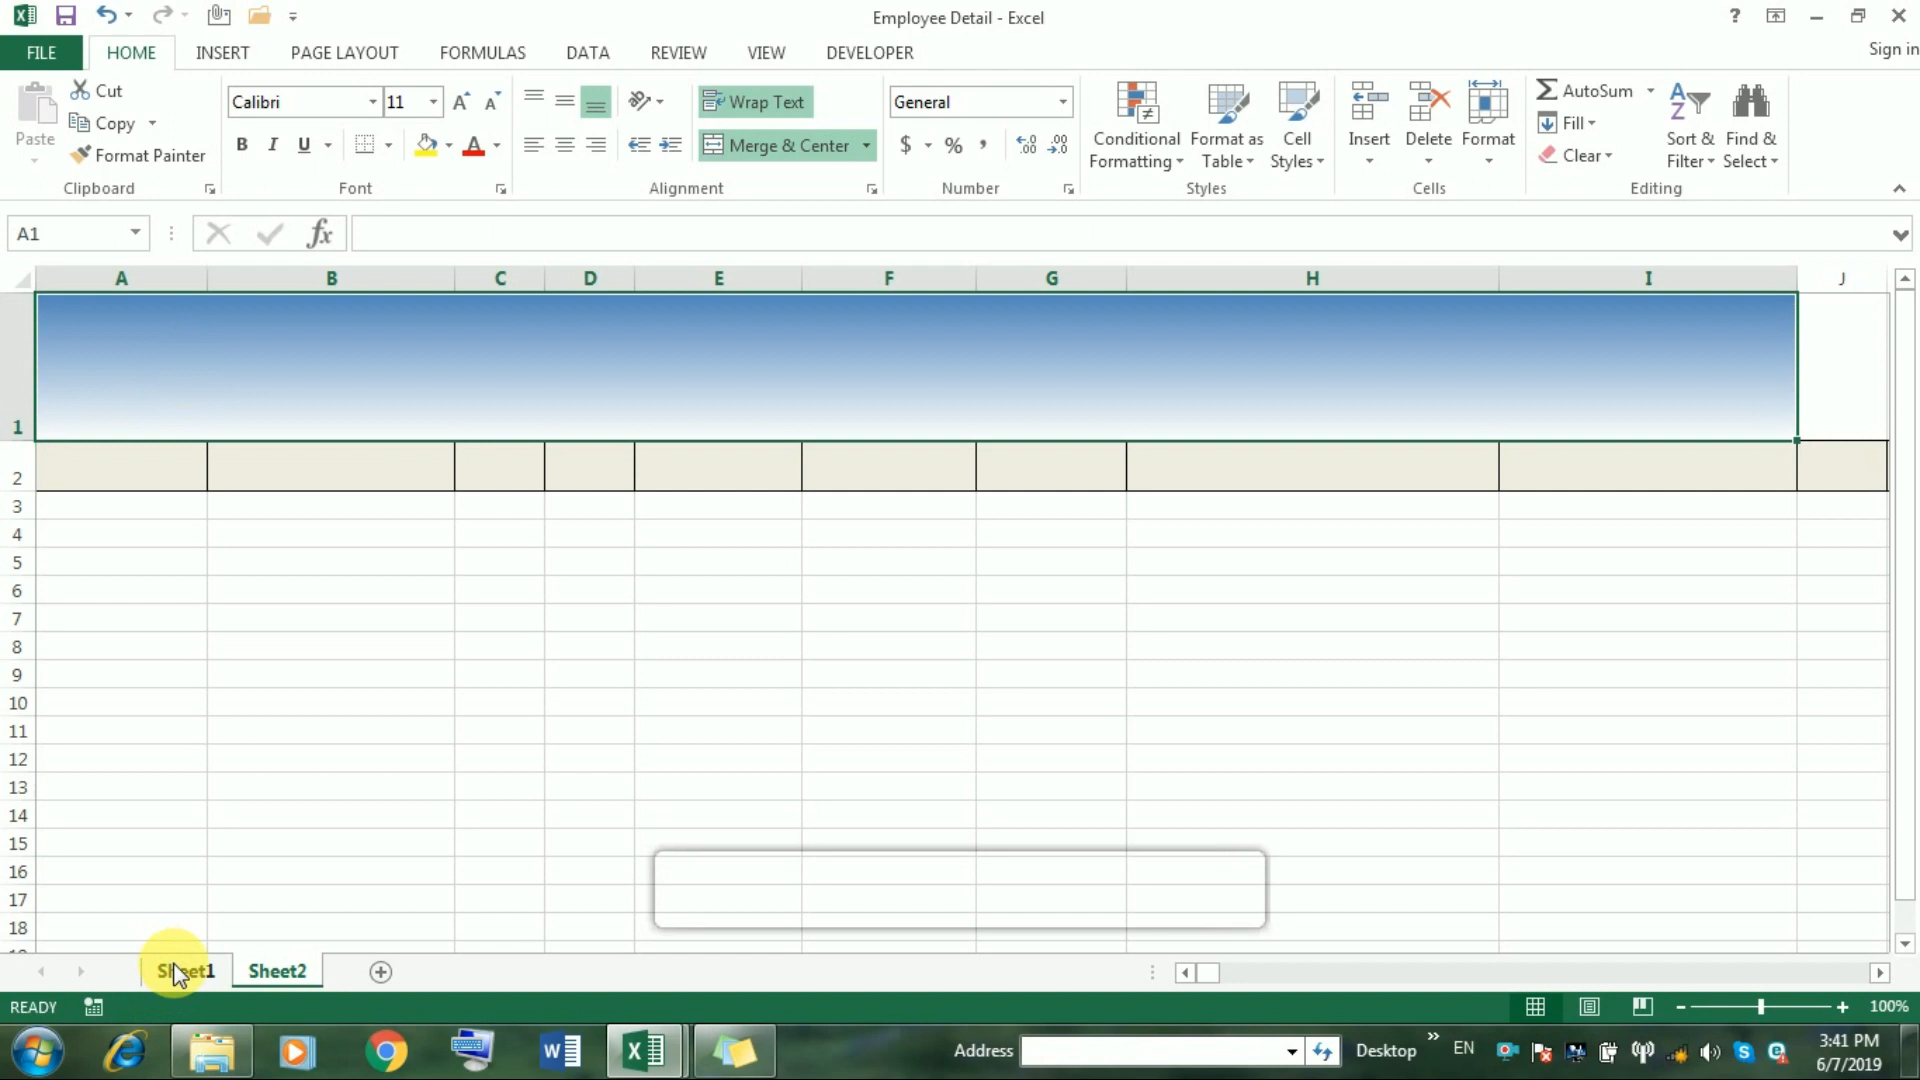 Employee Detail - Excel
?
FILE HOME INSERT PAGE LAYOUT FORMULAS DATA REVIEW VIEW DEVELOPER Sign in
Paste
Cut
Copy
Format Painter
Clipboard
Calibri 11 A A
B I U A
Font
Wrap Text
Merge & Center
Alignment
General
$ % , .00 .00
Number
Conditional Formatting
Format as Table
Cell Styles
Styles
Insert Delete Format
Cells
AutoSum
Fill
Clear
Sort & Filter
Find & Select
Editing
A1 fx
A B C D E F G H I J
1
2
3
4
5
6
7
8
9
10
11
12
13
14
15
16
17
18
Sheet1 Sheet2
READY 100%
Address Desktop » EN 3:41 PM
6/7/2019